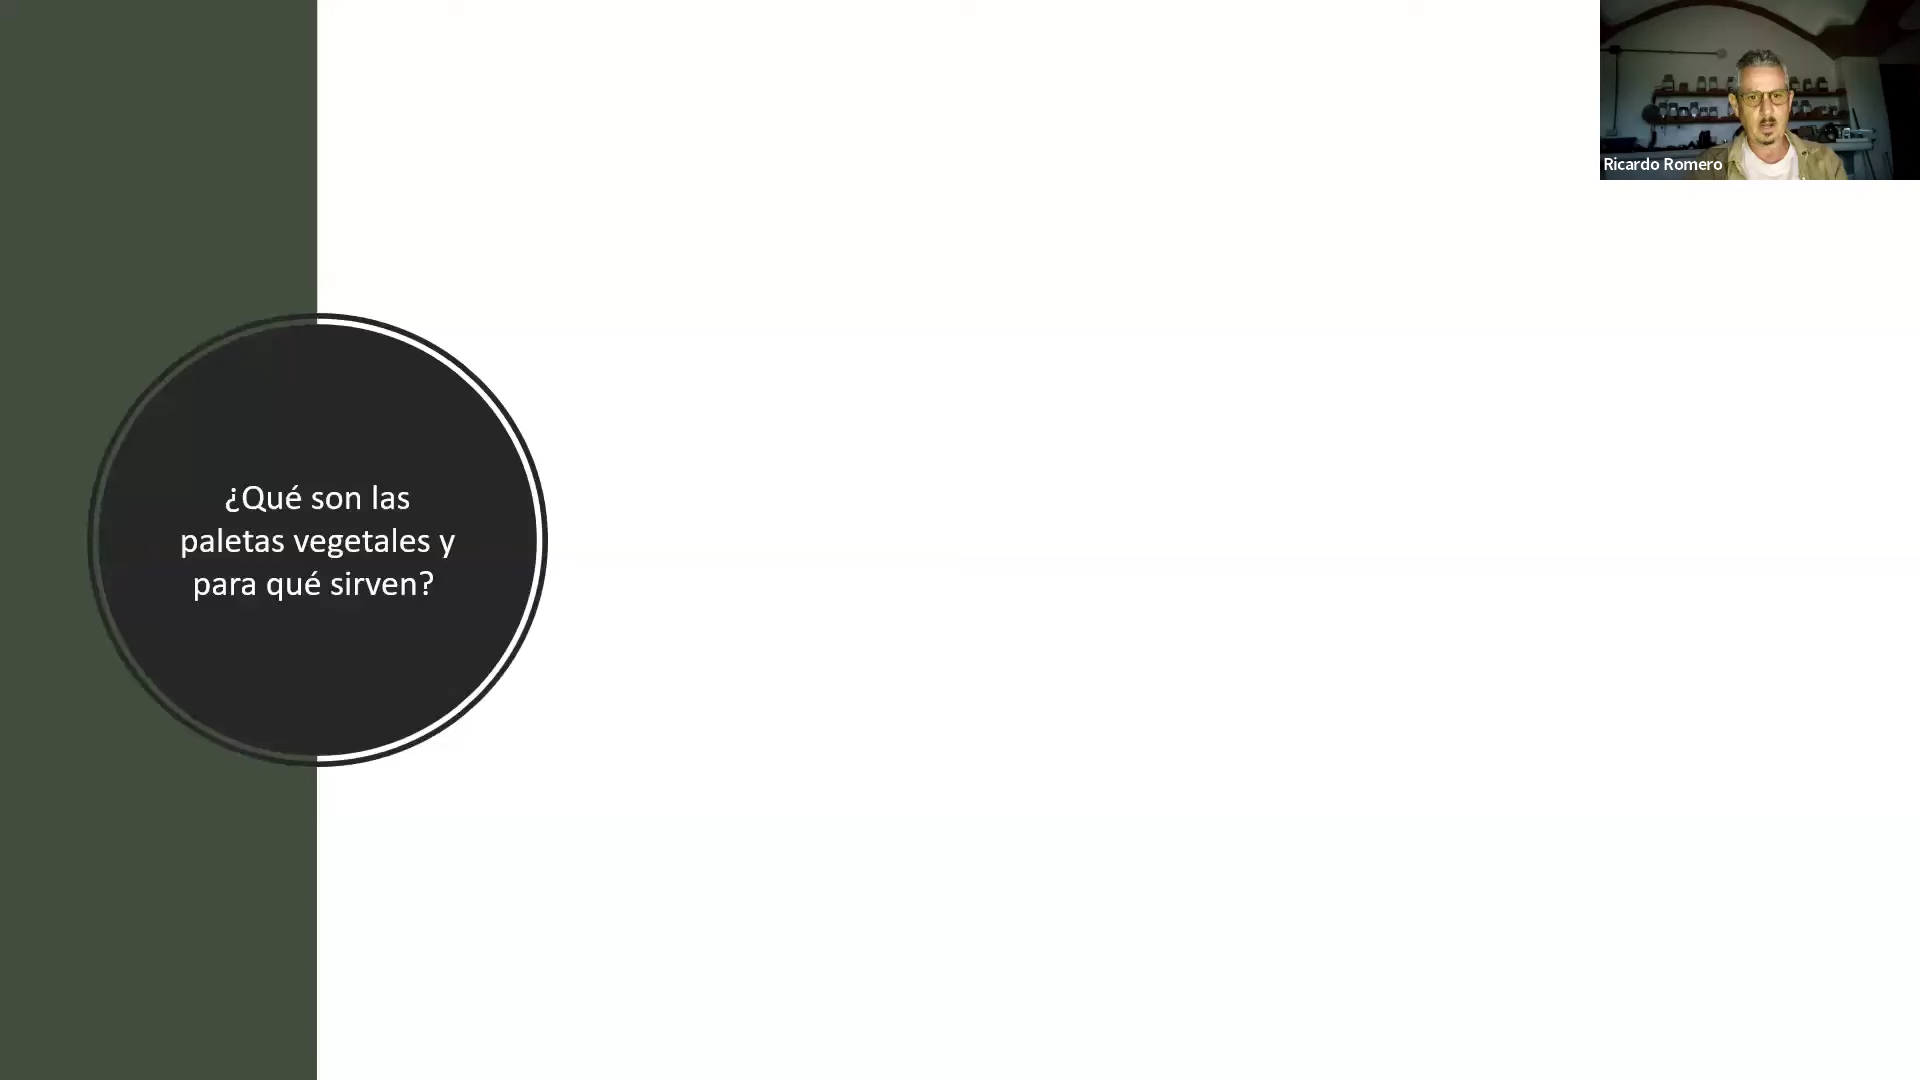 ¿Qué son las
paletas vegetales y
para qué sirven?
Ricardo Romero